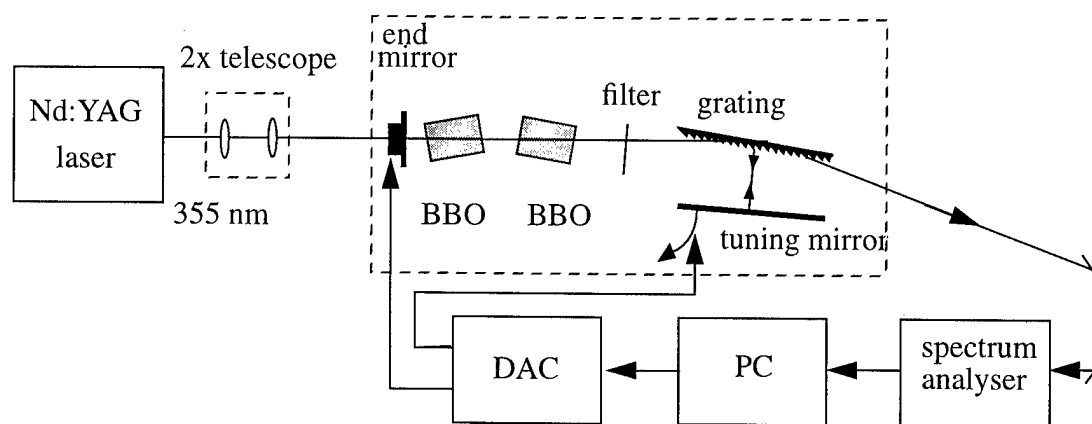 end
mirror
2x telescope
Nd:YAG
laser
filter
grating
355 nm
BBO
BBO
tuning mirror
DAC
PC
spectrum
analyser